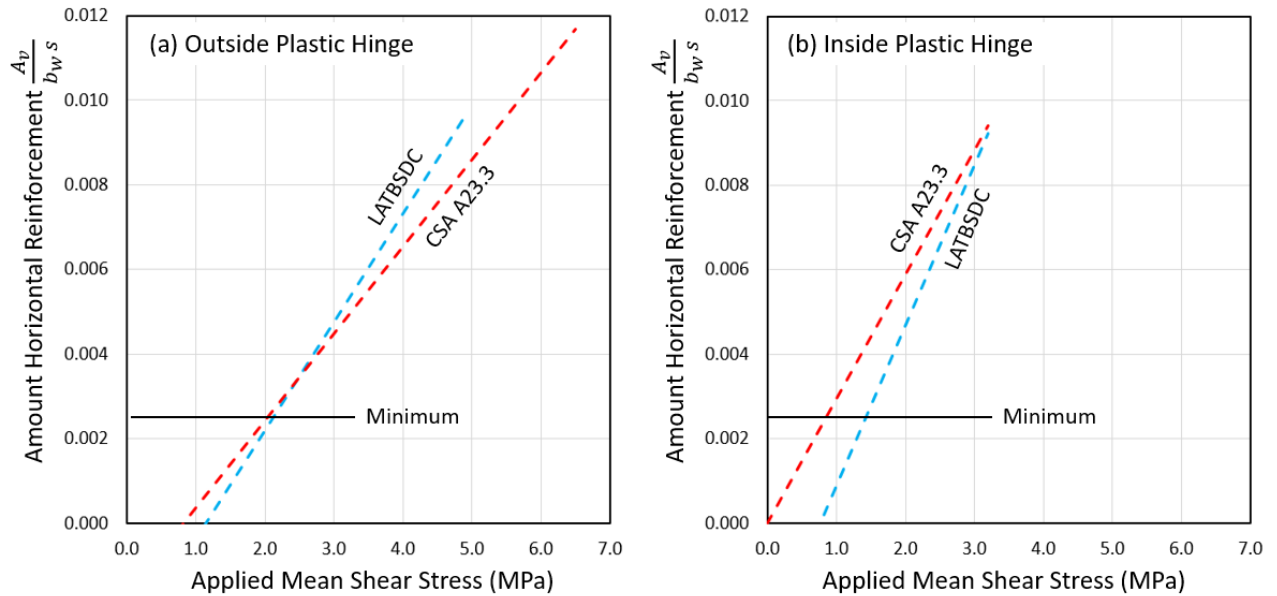 (a) Outside Plastic Hinge
Amount Horizontal Reinforcement A_v / b_w s
0.012
0.010
0.008
0.006
0.004
0.002
0.000
LATBSDC
CSA A23.3
Minimum
0.0 1.0 2.0 3.0 4.0 5.0 6.0 7.0
Applied Mean Shear Stress (MPa)
(b) Inside Plastic Hinge
Amount Horizontal Reinforcement A_v / b_w s
0.012
0.010
0.008
0.006
0.004
0.002
0.000
CSA A23.3
LATBSDC
Minimum
0.0 1.0 2.0 3.0 4.0 5.0 6.0 7.0
Applied Mean Shear Stress (MPa)